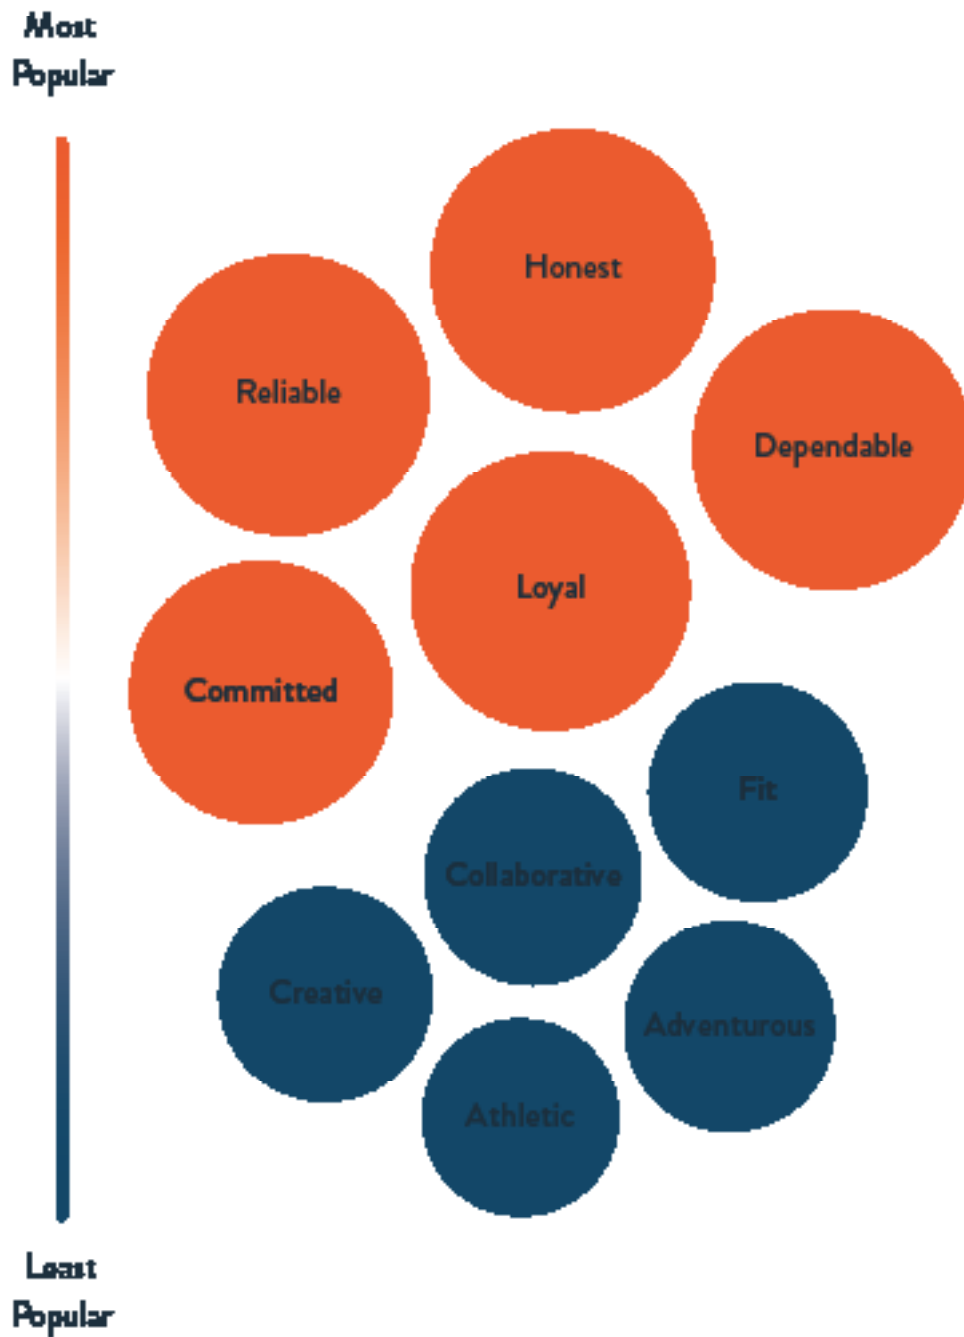 Most
Popular
Honest
Reliable
Dependable
Loyal
Committed
Fit
Collaborative
Creative
Adventurous
Athletic
Least
Popular